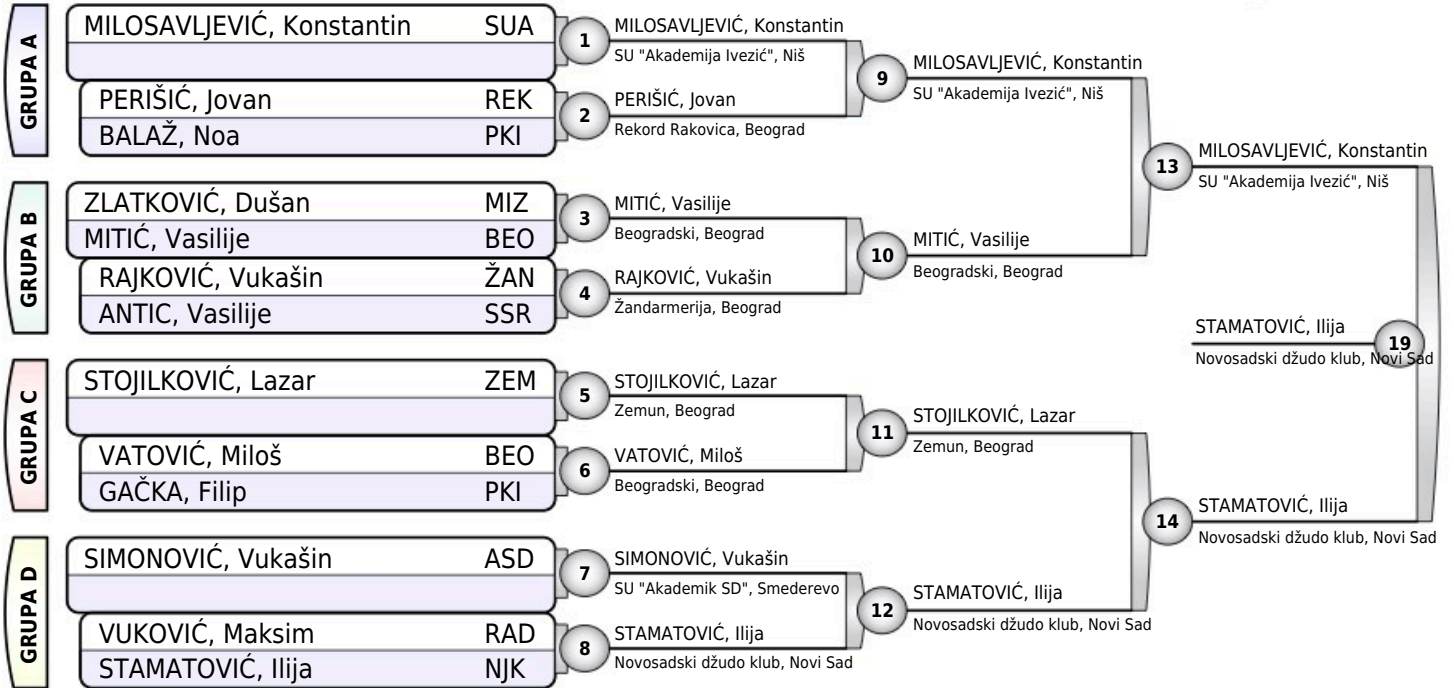 GRUPA A
MILOSAVLJEVIĆ, Konstantin SUA
PERIŠIĆ, Jovan REK
BALAŽ, Noa PKI
GRUPA B
ZLATKOVIĆ, Dušan MIZ
MITIĆ, Vasilije BEO
RAJKOVIĆ, Vukašin ŽAN
ANTIC, Vasilije SSR
GRUPA C
STOJILKOVIĆ, Lazar ZEM
VATOVIĆ, Miloš BEO
GAČKA, Filip PKI
GRUPA D
SIMONOVIĆ, Vukašin ASD
VUKOVIĆ, Maksim RAD
STAMATOVIĆ, Ilija NJK
1
MILOSAVLJEVIĆ, Konstantin
SU "Akademija Ivezić", Niš
2
PERIŠIĆ, Jovan
Rekord Rakovica, Beograd
3
MITIĆ, Vasilije
Beogradski, Beograd
4
RAJKOVIĆ, Vukašin
Žandarmerija, Beograd
5
STOJILKOVIĆ, Lazar
Zemun, Beograd
6
VATOVIĆ, Miloš
Beogradski, Beograd
7
SIMONOVIĆ, Vukašin
SU "Akademik SD", Smederevo
8
STAMATOVIĆ, Ilija
Novosadski džudo klub, Novi Sad
9
MILOSAVLJEVIĆ, Konstantin
SU "Akademija Ivezić", Niš
10
MITIĆ, Vasilije
Beogradski, Beograd
11
STOJILKOVIĆ, Lazar
Zemun, Beograd
12
STAMATOVIĆ, Ilija
Novosadski džudo klub, Novi Sad
13
MILOSAVLJEVIĆ, Konstantin
SU "Akademija Ivezić", Niš
14
STAMATOVIĆ, Ilija
Novosadski džudo klub, Novi Sad
19
STAMATOVIĆ, Ilija
Novosadski džudo klub, Novi Sad